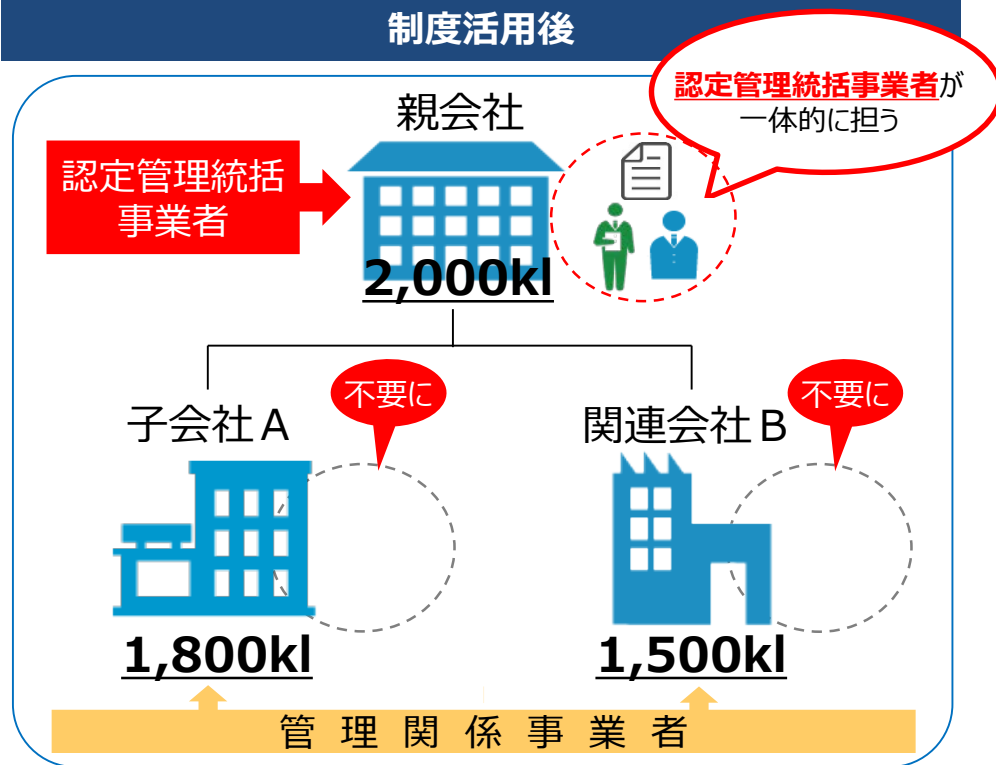 制度活用後
認定管理統括事業者が
一体的に担う
親会社
認定管理統括
事業者
2,000kl
不要に
不要に
子会社A
関連会社B
1,800kl
1,500kl
管理関係事業者